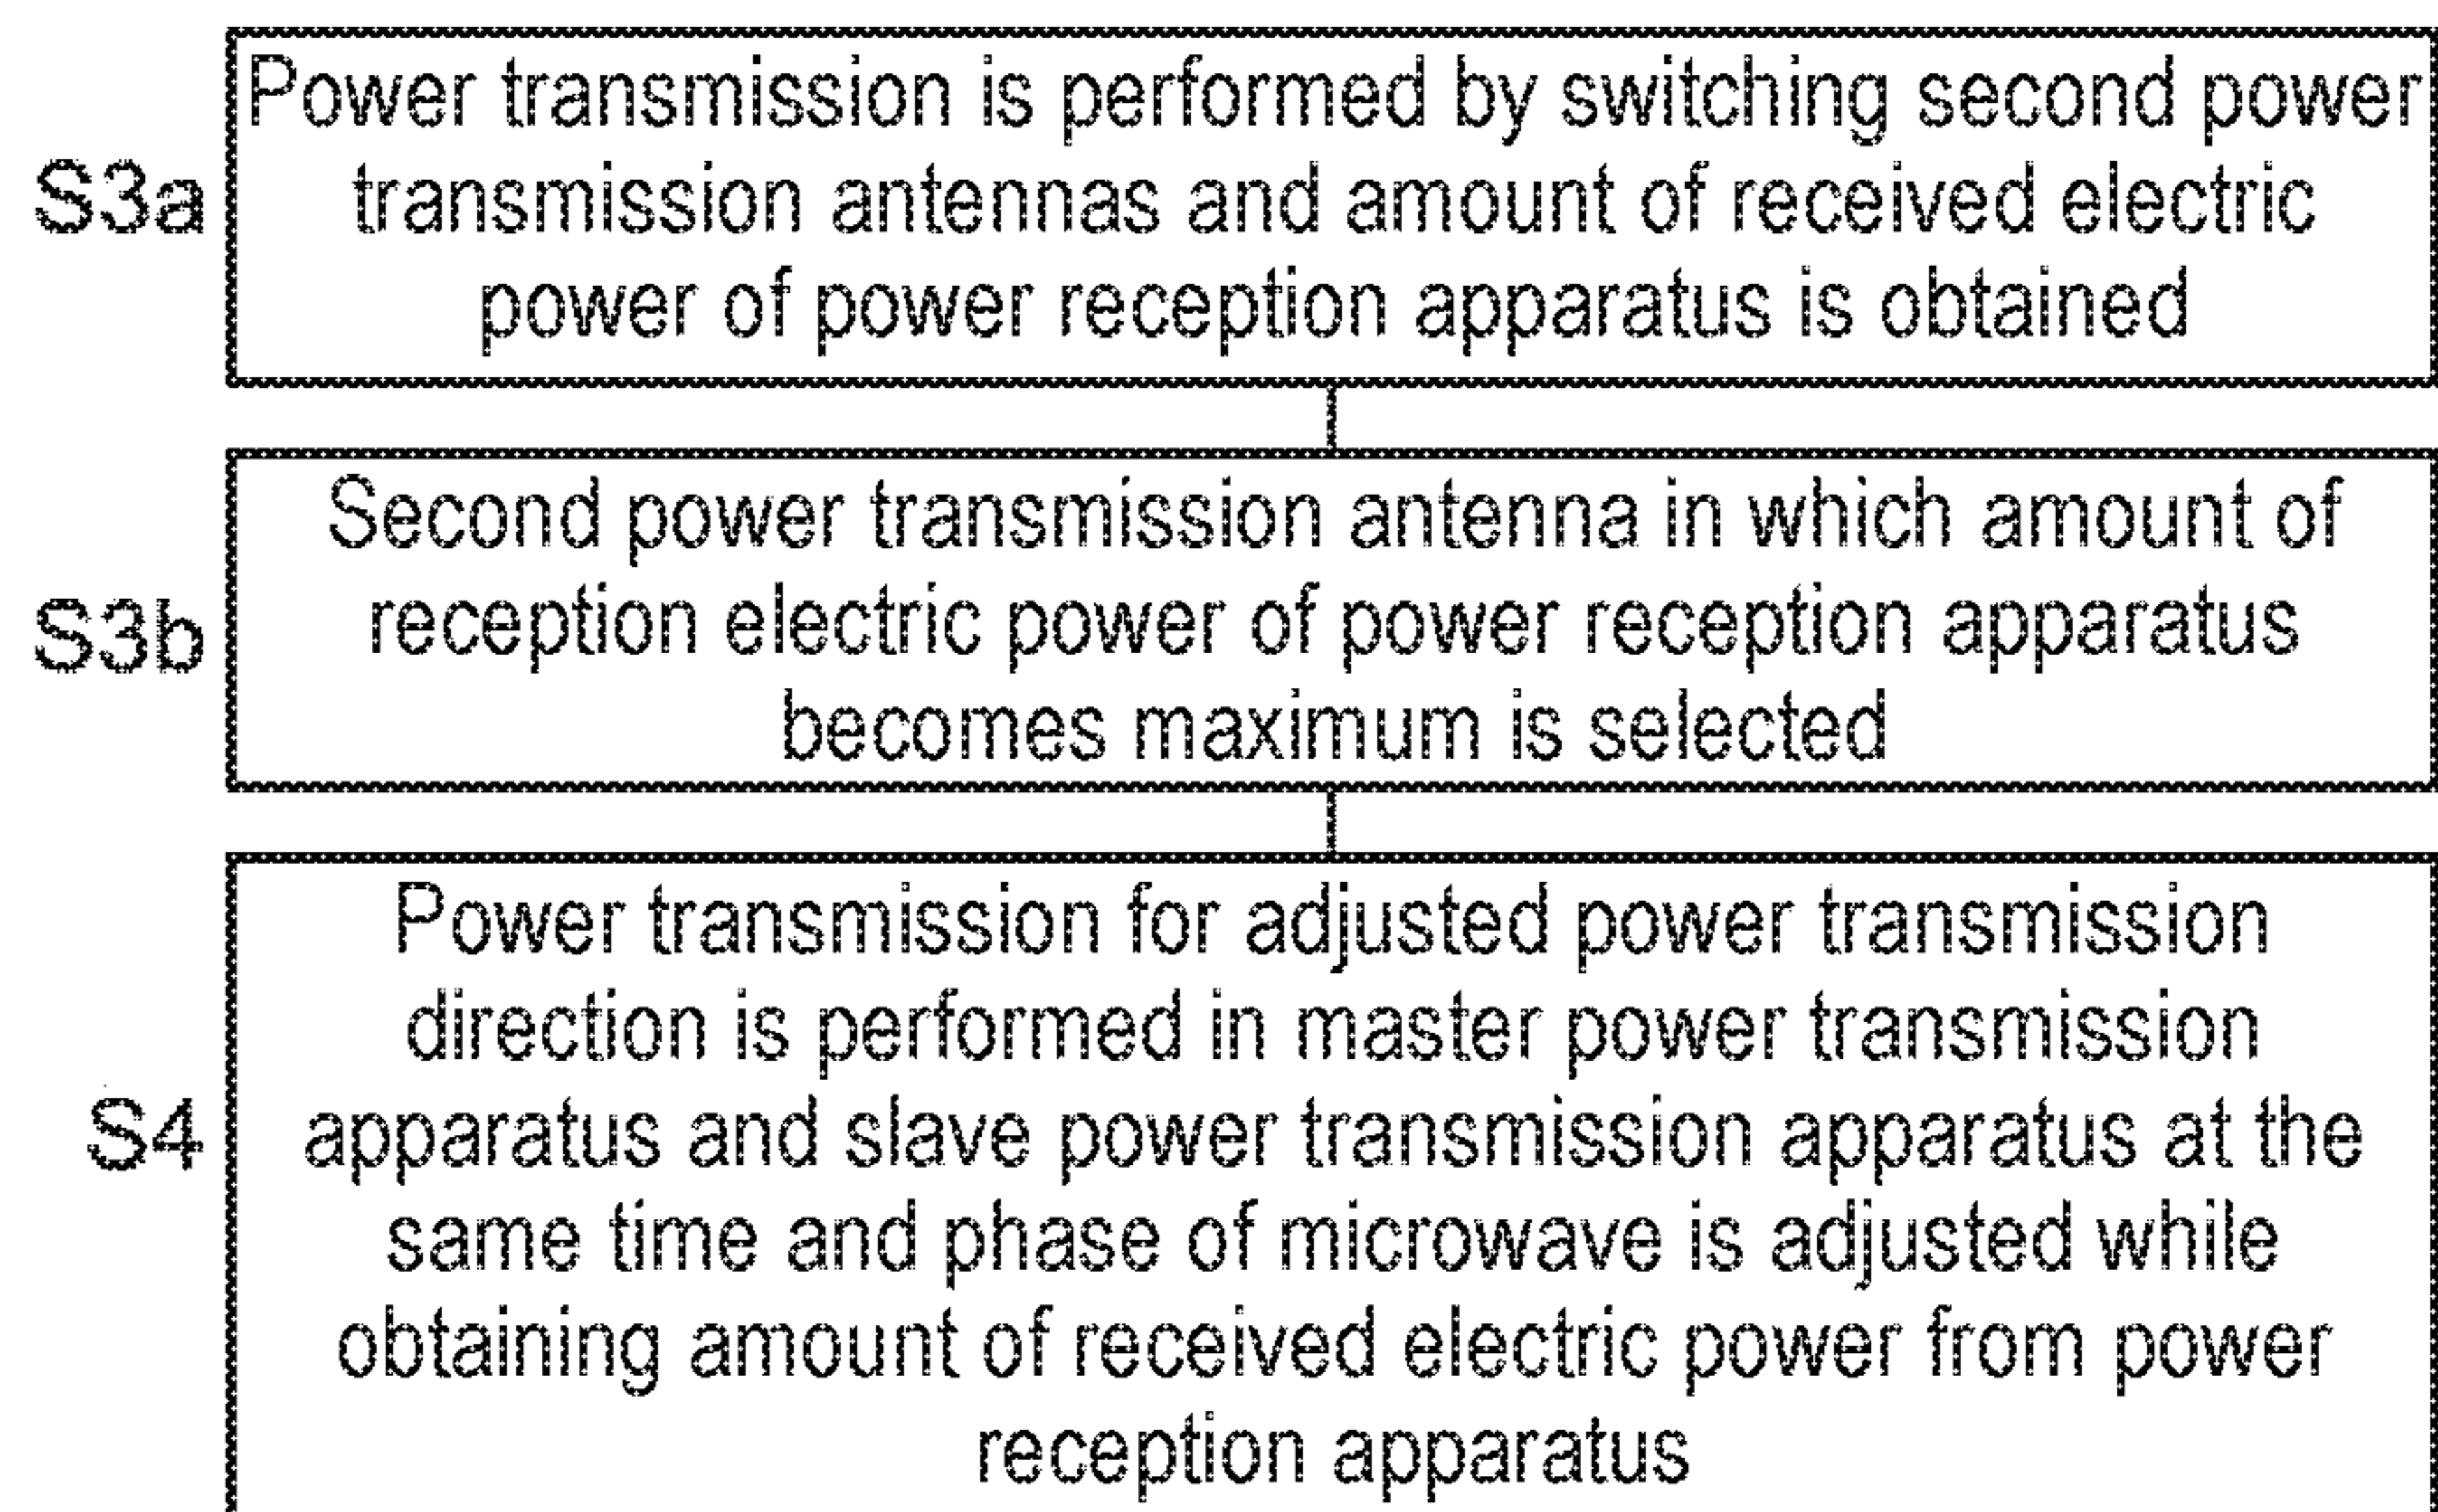 Power transmission is performed by switching second power
S3a transmission antennas and amount of received electric
power of power reception apparatus is obtained
Second power transmission antenna in which amount of
S3b reception electric power of power reception apparatus
becomes maximum is selected
Power transmission for adjusted power transmission
direction is performed in master power transmission
S4 apparatus and slave power transmission apparatus at the
same time and phase of microwave is adjusted while
obtaining amount of received electric power from power
reception apparatus